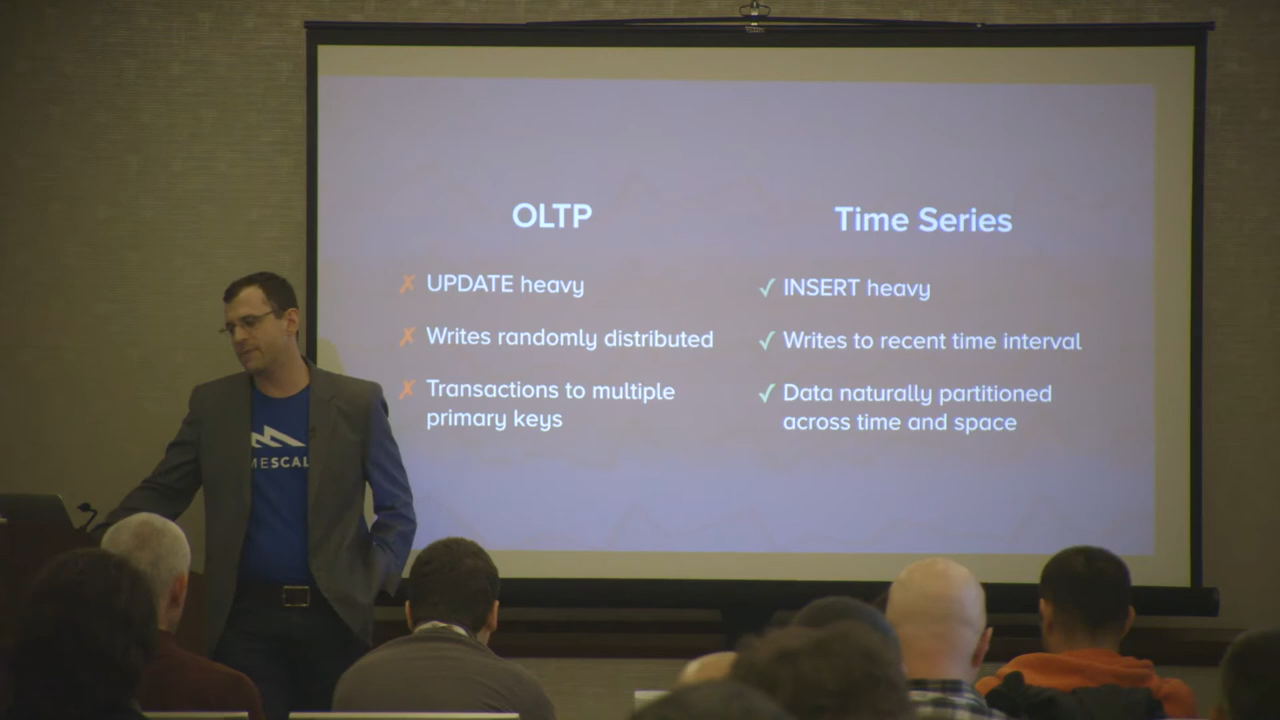 OLTP
✗ UPDATE heavy
✗ Writes randomly distributed
✗ Transactions to multiple
primary keys
Time Series
✓ INSERT heavy
✓ Writes to recent time interval
✓ Data naturally partitioned
across time and space
MESCAL